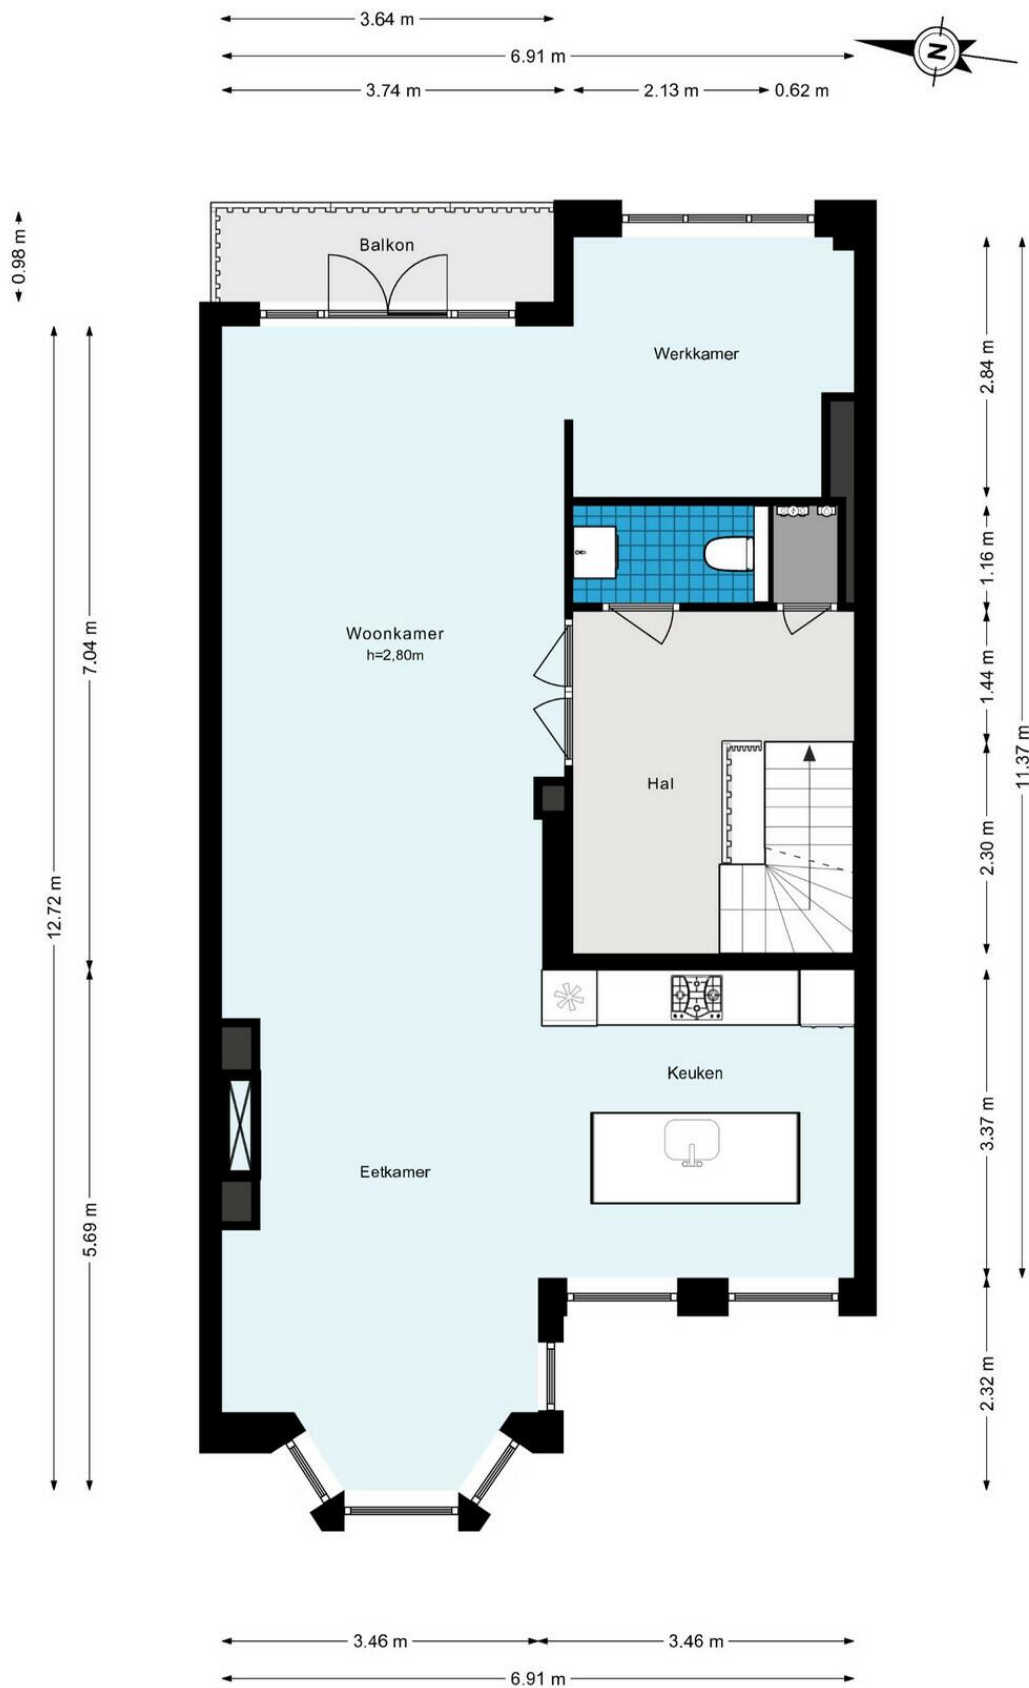 3.64 m
6.91 m
N
3.74 m
2.13 m
0.62 m
0.98 m
Balkon
Werkkamer
2.84 m
1.16 m
Woonkamer
h=2,80m
7.04 m
1.44 m
11.37 m
Hal
2.30 m
12.72 m
Keuken
3.37 m
Eetkamer
5.69 m
2.32 m
3.46 m
3.46 m
6.91 m